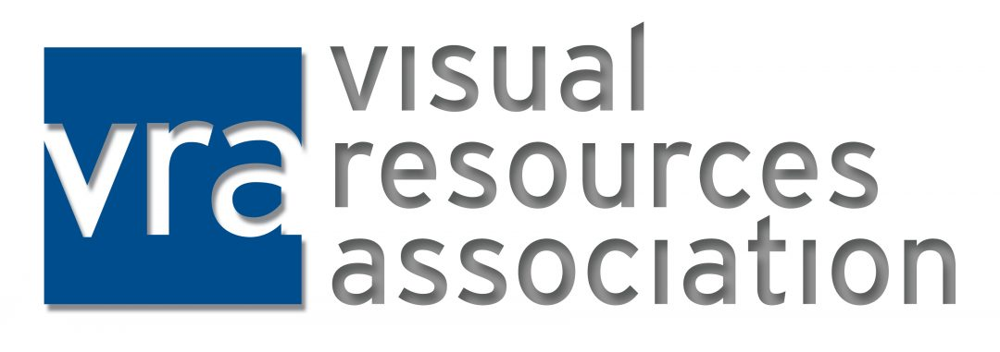 vra
visual
resources
association